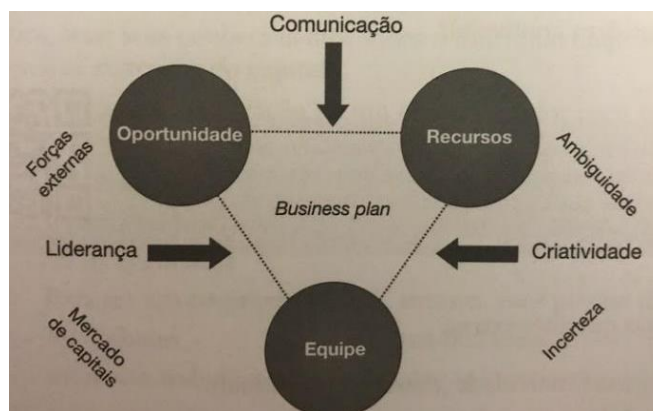 Comunicação
Oportunidade
Recursos
Forças
externas
Ambiguidade
Business plan
Liderança
Criatividade
Mercado
de capitais
Equipe
Incerteza